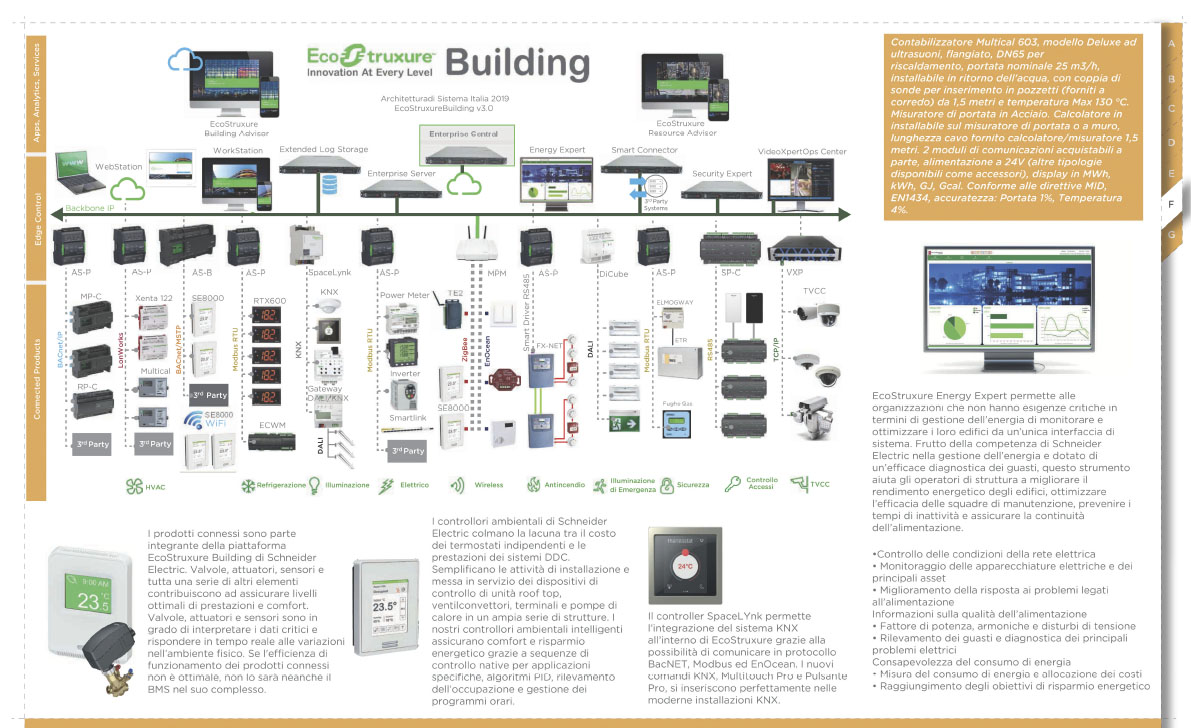 Apps, Analytics, Services
Edge Control
Connected Products
EcoStruxure Building
Innovation At Every Level
Architetturadi Sistema Italia 2019
EcoStruxureBuilding v3.0
EcoStruxure
Building Advisor
EcoStruxure
Resource Advisor
Enterprise Control
WebStation
WorkStation
Extended Log Storage
Enterprise Server
Energy Expert
Smart Connector
3rd Party
Systems
Security Expert
VideoXpertOps Center
Backbone IP
AS-P
AS-P
AS-B
AS-P
SpaceLynk
AS-P
MPM
AS-P
DiCube
AS-P
SP-C
VXP
BACnet/IP
MP-C
RP-C
3rd Party
LonWorks
Xenta 122
Multical
3rd Party
BACnet/MSTP
SE8000
3rd Party
SE8000
WiFi
Modbus RTU
RTX600
ECWM
KNX
KNX
Gateway
DALI/KNX
DALI
Modbus RTU
Power Meter
Inverter
Smartlink
3rd Party
TE2
SE8000
ZigBee
EnOcean
Smart Driver RS485
FX-NET
DALI
Modbus RTU
ELMOGWAY
ETR
Fughe Gas
RS485
TCP/IP
TVCC
HVAC
Refrigerazione
Illuminazione
Elettrico
Wireless
Antincendio
Illuminazione
di Emergenza
Sicurezza
Controllo
Accessi
TVCC
I prodotti connessi sono parte
integrante della piattaforma
EcoStruxure Building di Schneider
Electric. Valvole, attuatori, sensori e
tutta una serie di altri elementi
contribuiscono ad assicurare livelli
ottimali di prestazioni e comfort.
Valvole, attuatori e sensori sono in
grado di interpretare i dati critici e
rispondere in tempo reale alle variazioni
nell'ambiente fisico. Se l'efficienza di
funzionamento dei prodotti connessi
non è ottimale, non lo sarà neanche il
BMS nel suo complesso.
I controllori ambientali di Schneider
Electric colmano la lacuna tra il costo
dei termostati indipendenti e le
prestazioni dei sistemi DDC.
Semplificano le attività di installazione e
messa in servizio dei dispositivi di
controllo di unità roof top,
ventilconvettori, terminali e pompe di
calore in un ampia serie di strutture. I
nostri controllori ambientali intelligenti
assicurano comfort e risparmio
energetico grazie a sequenze di
controllo native per applicazioni
specifiche, algoritmi PID, rilevamento
dell'occupazione e gestione dei
programmi orari.
24°C
Il controller SpaceLYnk permette
l'integrazione del sistema KNX
all'interno di EcoStruxure grazie alla
possibilità di comunicare in protocollo
BacNET, Modbus ed EnOcean. I nuovi
comandi KNX, Multitouch Pro e Pulsante
Pro, si inseriscono perfettamente nelle
moderne installazioni KNX.
Contabilizzatore Multical 603, modello Deluxe ad
ultrasuoni, flangiato, DN65 per
riscaldamento, portata nominale 25 m3/h,
installabile in ritorno dell'acqua, con coppia di
sonde per inserimento in pozzetti (forniti a
corredo) da 1,5 metri e temperatura Max 130 °C.
Misuratore di portata in Acciaio. Calcolatore in
installabile sul misuratore di portata o a muro,
lunghezza cavo fornito calcolatore/misuratore 1,5
metri. 2 moduli di comunicazioni acquistabili a
parte, alimentazione a 24V (altre tipologie
disponibili come accessori), display in MWh,
kWh, GJ, Gcal. Conforme alle direttive MID,
EN1434, accuratezza: Portata 1%, Temperatura
4%.
EcoStruxure Energy Expert permette alle
organizzazioni che non hanno esigenze critiche in
termini di gestione dell'energia di monitorare e
ottimizzare i loro edifici da un'unica interfaccia di
sistema. Frutto della competenza di Schneider
Electric nella gestione dell'energia e dotato di
un'efficace diagnostica dei guasti, questo strumento
aiuta gli operatori di struttura a migliorare il
rendimento energetico degli edifici, ottimizzare
l'efficacia delle squadre di manutenzione, prevenire i
tempi di inattività e assicurare la continuità
dell'alimentazione.
•Controllo delle condizioni della rete elettrica
• Monitoraggio delle apparecchiature elettriche e dei
principali asset
• Miglioramento della risposta ai problemi legati
all'alimentazione
Informazioni sulla qualità dell'alimentazione
• Fattore di potenza, armoniche e disturbi di tensione
• Rilevamento dei guasti e diagnostica dei principali
problemi elettrici
Consapevolezza del consumo di energia
• Misura del consumo di energia e allocazione dei costi
• Raggiungimento degli obiettivi di risparmio energetico
A
B
C
D
E
F
G